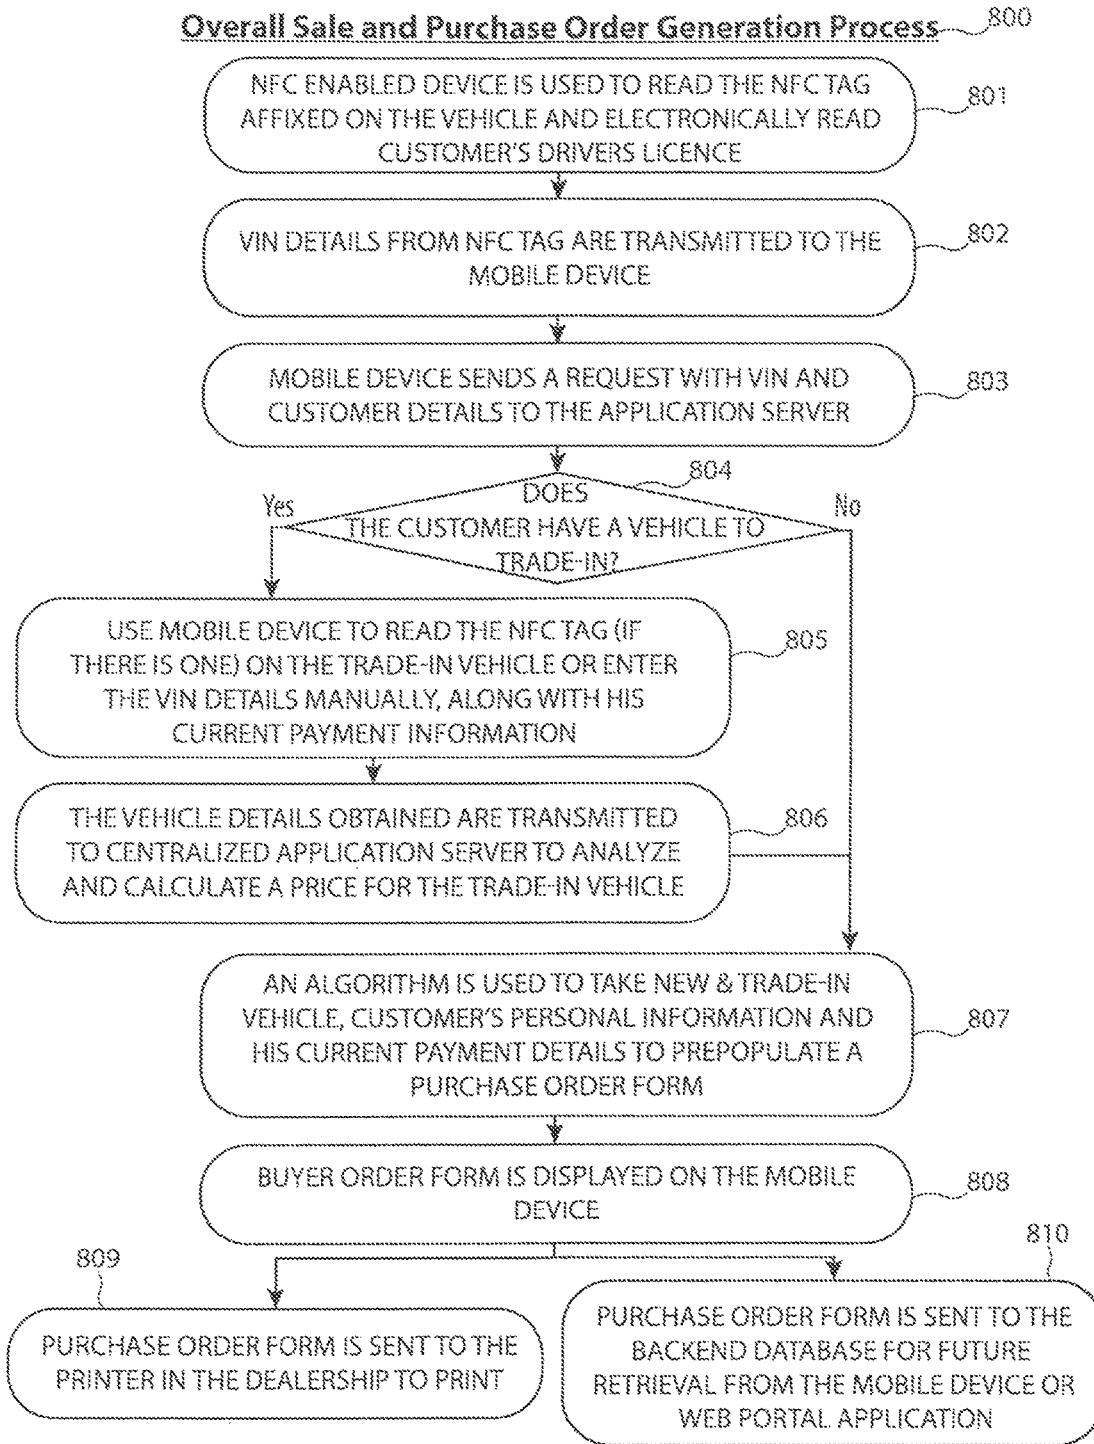 Overall Sale and Purchase Order Generation Process
800
NFC ENABLED DEVICE IS USED TO READ THE NFC TAG
AFFIXED ON THE VEHICLE AND ELECTRONICALLY READ
CUSTOMER'S DRIVERS LICENCE
801
VIN DETAILS FROM NFC TAG ARE TRANSMITTED TO THE
MOBILE DEVICE
802
MOBILE DEVICE SENDS A REQUEST WITH VIN AND
CUSTOMER DETAILS TO THE APPLICATION SERVER
803
804
Yes
DOES
THE CUSTOMER HAVE A VEHICLE TO
TRADE-IN?
No
USE MOBILE DEVICE TO READ THE NFC TAG (IF
THERE IS ONE) ON THE TRADE-IN VEHICLE OR ENTER
THE VIN DETAILS MANUALLY, ALONG WITH HIS
CURRENT PAYMENT INFORMATION
805
THE VEHICLE DETAILS OBTAINED ARE TRANSMITTED
TO CENTRALIZED APPLICATION SERVER TO ANALYZE
AND CALCULATE A PRICE FOR THE TRADE-IN VEHICLE
806
AN ALGORITHM IS USED TO TAKE NEW & TRADE-IN
VEHICLE, CUSTOMER'S PERSONAL INFORMATION AND
HIS CURRENT PAYMENT DETAILS TO PREPOPULATE A
PURCHASE ORDER FORM
807
BUYER ORDER FORM IS DISPLAYED ON THE MOBILE
DEVICE
808
809
PURCHASE ORDER FORM IS SENT TO THE
PRINTER IN THE DEALERSHIP TO PRINT
810
PURCHASE ORDER FORM IS SENT TO THE
BACKEND DATABASE FOR FUTURE
RETRIEVAL FROM THE MOBILE DEVICE OR
WEB PORTAL APPLICATION